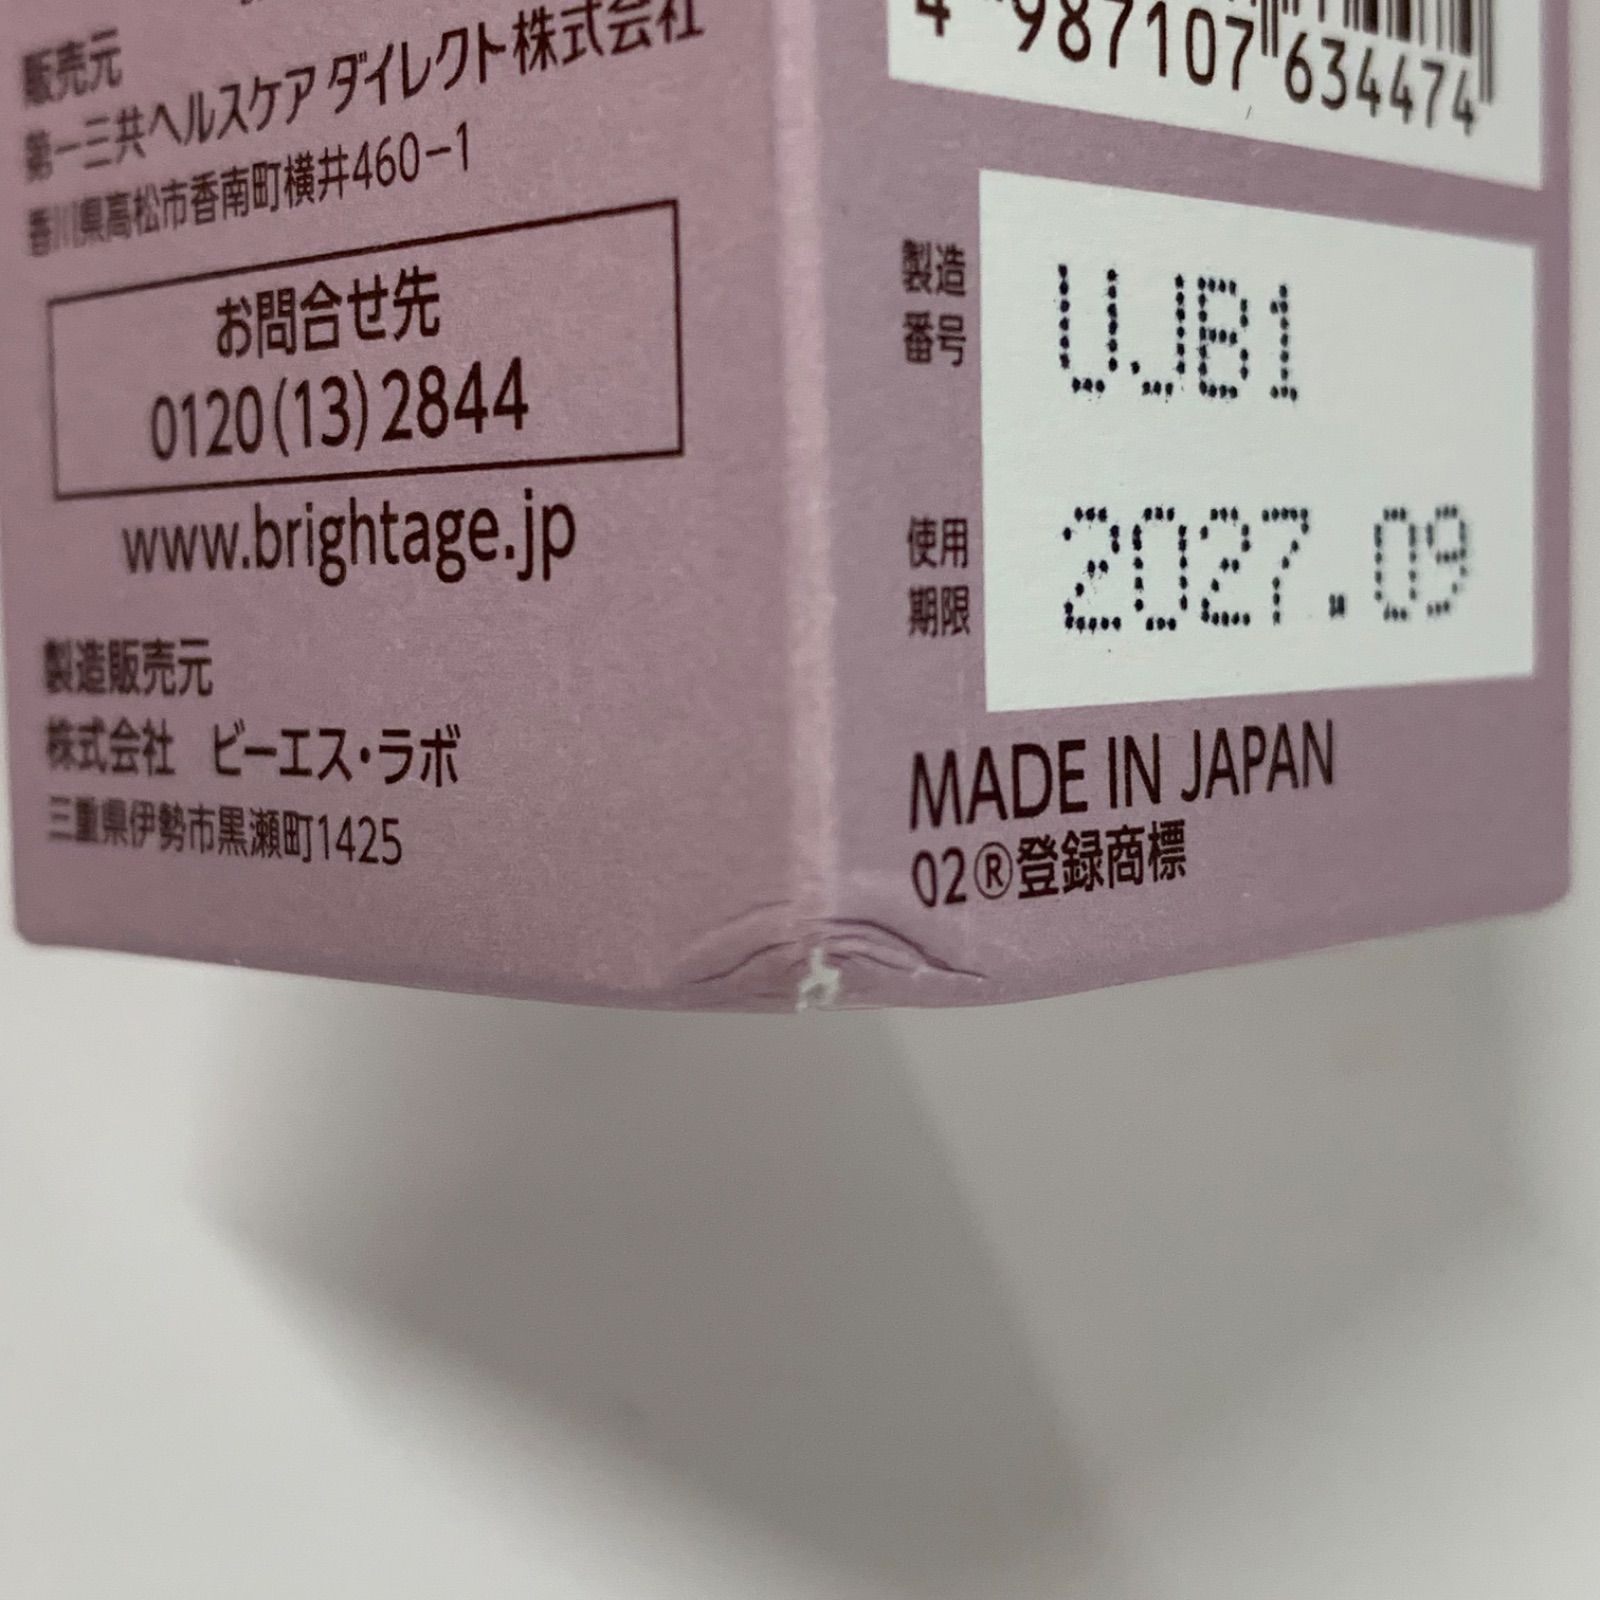 販売元
第一三共ヘルスケア ダイレクト株式会社
香川県高松市香南町横井460−1
お問合せ先
0120(13)2844
www.brightage.jp
製造販売元
株式会社　ビーエス・ラボ
三重県伊勢市黒瀬町1425
4 987107 634474
製造
番号
UJB1
使用
期限
2027.09
MADE IN JAPAN
02®登録商標